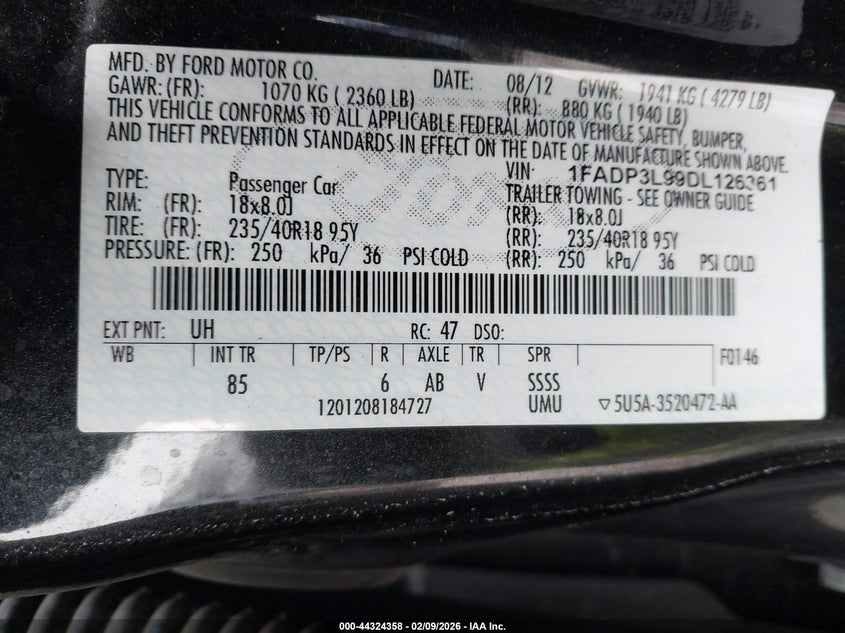 MFD. BY FORD MOTOR CO. DATE: 08/12 GVWR: 1941 KG ( 4279 LB)
GAWR: (FR): 1070 KG ( 2360 LB) (RR): 880 KG ( 1940 LB)
THIS VEHICLE CONFORMS TO ALL APPLICABLE FEDERAL MOTOR VEHICLE SAFETY, BUMPER,
AND THEFT PREVENTION STANDARDS IN EFFECT ON THE DATE OF MANUFACTURE SHOWN ABOVE.
VIN: 1FADP3L99DL126361
TYPE: Passenger Car TRAILER TOWING - SEE OWNER GUIDE
RIM: (FR): 18x8.0J (RR): 18x8.0J
TIRE: (FR): 235/40R18 95Y (RR): 235/40R18 95Y
PRESSURE: (FR): 250 kPa/ 36 PSI COLD (RR): 250 kPa/ 36 PSI COLD
EXT PNT: UH RC: 47 DSO:
WB INT TR TP/PS R AXLE TR SPR F0146
85 6 AB V SSSS
1201208184727 UMU ▽5U5A-3520472-AA
000-44324358 - 02/09/2026 - IAA Inc.